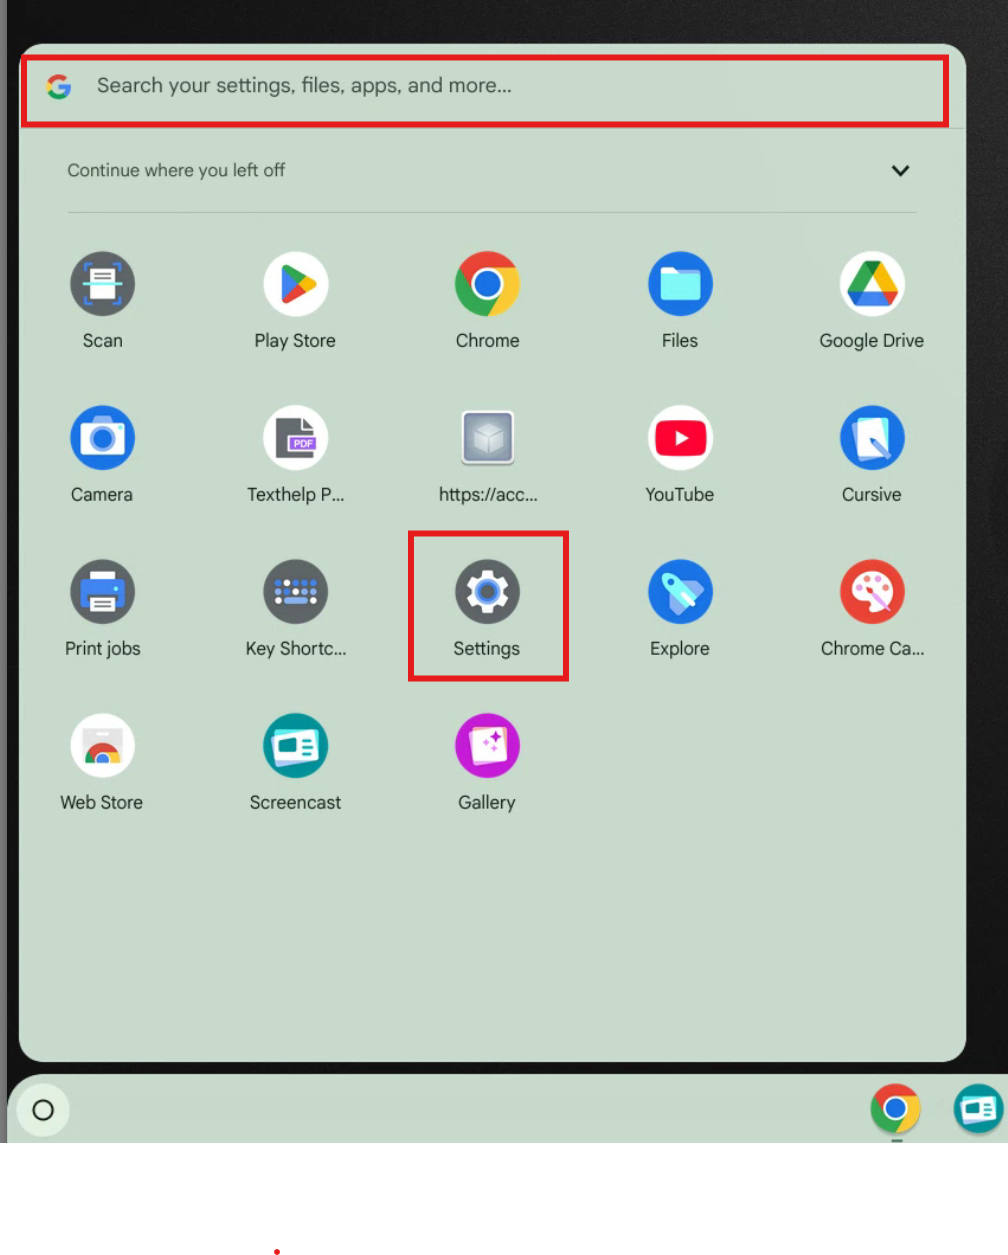 Search your settings, files, apps, and more...
Continue where you left off
Scan
Play Store
Chrome
Files
Google Drive
Camera
PDF
Texthelp P...
https://acc...
YouTube
Cursive
Print jobs
Key Shortc...
Settings
Explore
Chrome Ca...
Web Store
Screencast
Gallery